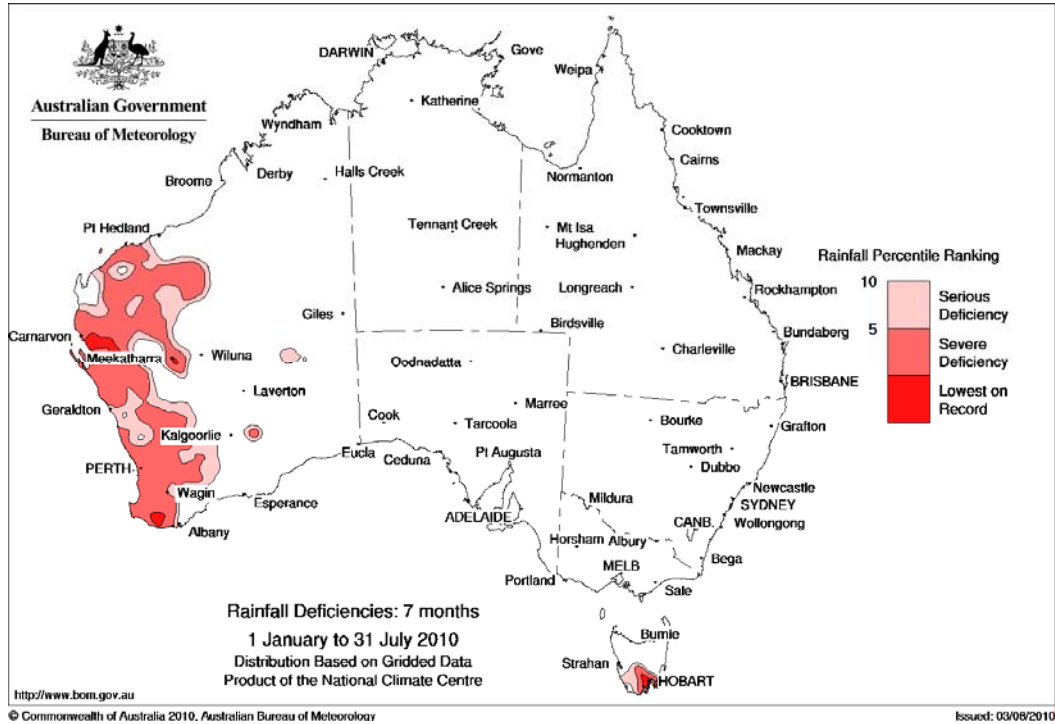 Australian Government
Bureau of Meteorology
DARWIN
Gove
Weipa
Katherine
Wyndham
Cooktown
Cairns
Derby
Halls Creek
Broome
Normanton
Townsville
Pt Hedland
Tennant Creek
Mt Isa
Hughenden
Mackay
Rainfall Percentile Ranking
10
Serious
Deficiency
5
Severe
Deficiency
Lowest on
Record
Alice Springs
Longreach
Rockhampton
Giles
Birdsville
Bundaberg
Carnarvon
Meekatharra
Wiluna
Oodnadatta
Charleville
BRISBANE
Laverton
Marree
Geraldton
Cook
Tarcoola
Bourke
Grafton
Kalgoorlie
Eucla
Ceduna
Pt Augusta
Tamworth
Dubbo
PERTH
Wagin
Esperance
Mildura
Newcastle
SYDNEY
Wollongong
ADELAIDE
CANB.
Albany
Horsham
Albury
Bega
MELB
Portland
Sale
Rainfall Deficiencies: 7 months
1 January to 31 July 2010
Distribution Based on Gridded Data
Product of the National Climate Centre
Burnie
Strahan
HOBART
http://www.bom.gov.au
© Commonwealth of Australia 2010, Australian Bureau of Meteorology
Issued: 03/08/2010